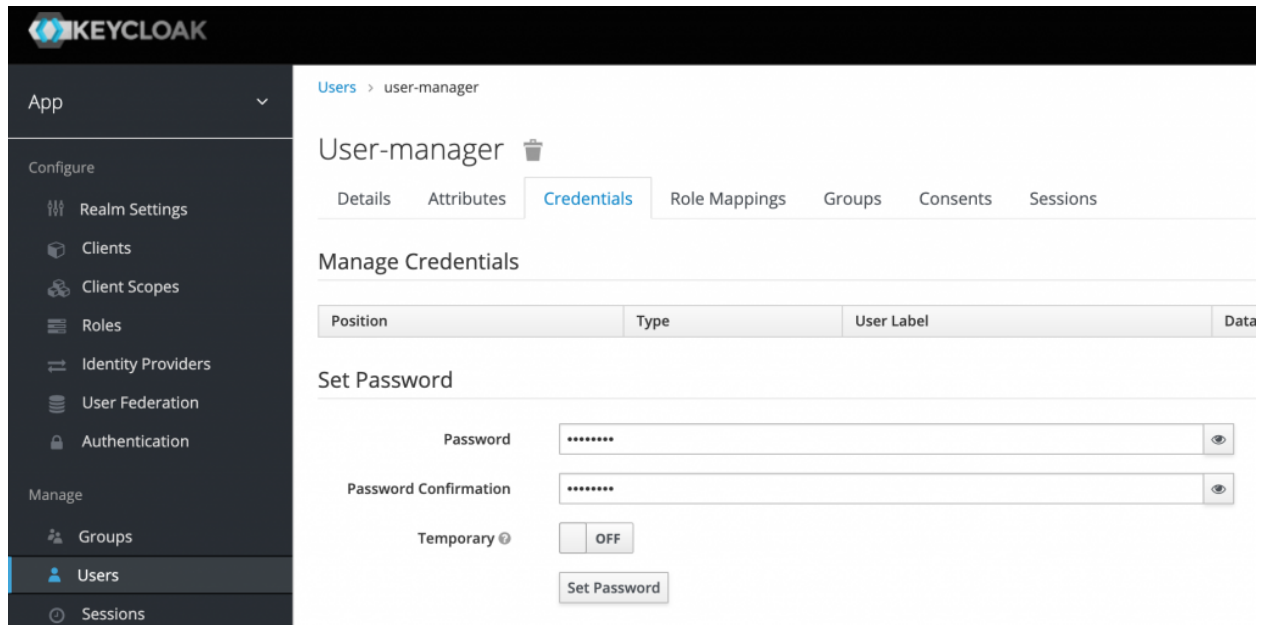 KEYCLOAK
App
Users > user-manager
User-manager
Configure
Realm Settings
Clients
Client Scopes
Roles
Identity Providers
User Federation
Authentication
Manage
Groups
Users
Sessions
Details Attributes Credentials Role Mappings Groups Consents Sessions
Manage Credentials
Position Type User Label Data
Set Password
Password ••••••••
Password Confirmation ••••••••
Temporary OFF
Set Password